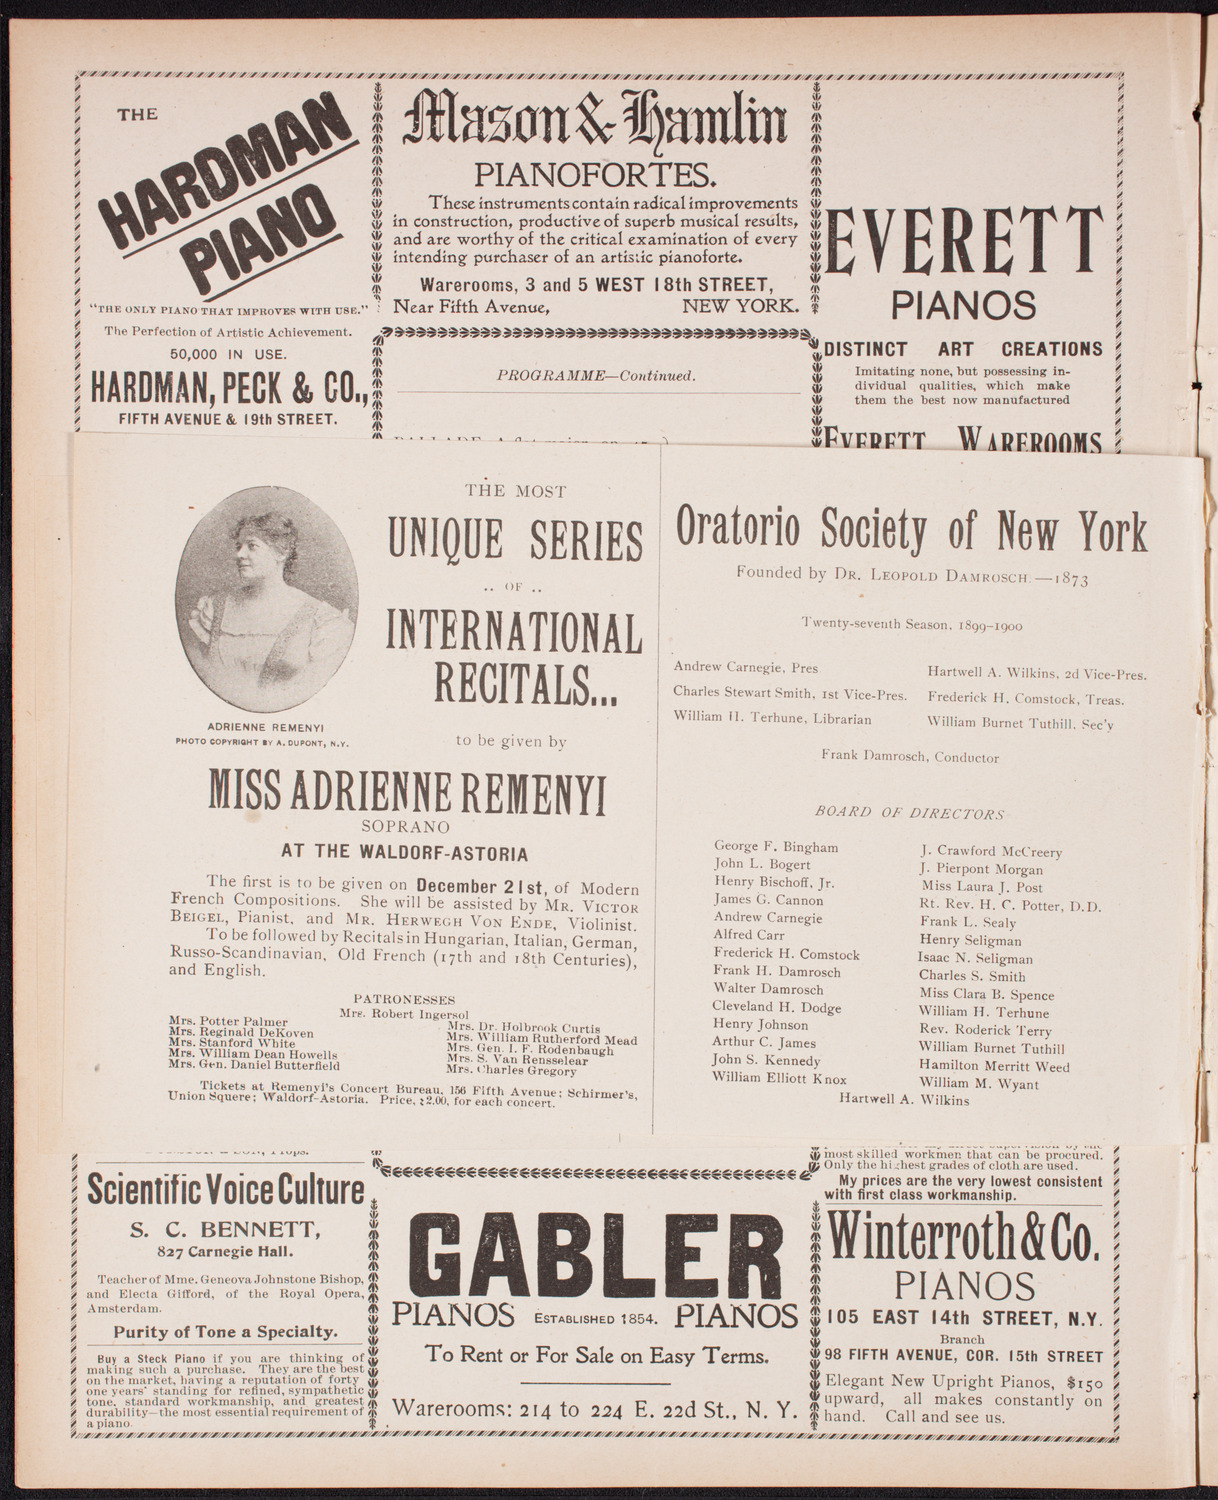 THE
HARDMAN
PIANO
"THE ONLY PIANO THAT IMPROVES WITH USE."
The Perfection of Artistic Achievement.
50,000 IN USE.
HARDMAN, PECK & CO.,
FIFTH AVENUE & 19th STREET.
Mason & Hamlin
PIANOFORTES.
These instruments contain radical improvements
in construction, productive of superb musical results,
and are worthy of the critical examination of every
intending purchaser of an artistic pianoforte.
Warerooms, 3 and 5 WEST 18th STREET,
Near Fifth Avenue, NEW YORK.
PROGRAMME—Continued.
EVERETT
PIANOS
DISTINCT ART CREATIONS
Imitating none, but possessing in-
dividual qualities, which make
them the best now manufactured
EVERETT WAREROOMS
ADRIENNE REMENYI
PHOTO COPYRIGHT BY A. DUPONT, N.Y.
THE MOST
UNIQUE SERIES
.. OF ..
INTERNATIONAL
RECITALS...
to be given by
MISS ADRIENNE REMENYI
SOPRANO
AT THE WALDORF-ASTORIA
The first is to be given on December 21st, of Modern
French Compositions. She will be assisted by MR. VICTOR
BEIGEL, Pianist, and MR. HERWEGH VON ENDE, Violinist.
To be followed by Recitals in Hungarian, Italian, German,
Russo-Scandinavian, Old French (17th and 18th Centuries),
and English.
PATRONESSES
Mrs. Robert Ingersol
Mrs. Potter Palmer
Mrs. Reginald DeKoven
Mrs. Stanford White
Mrs. William Dean Howells
Mrs. Gen. Daniel Butterfield
Mrs. Dr. Holbrook Curtis
Mrs. William Rutherford Mead
Mrs. Gen. I. F. Rodenbaugh
Mrs. S. Van Rensselear
Mrs. Charles Gregory
Tickets at Remenyi's Concert Bureau, 156 Fifth Avenue; Schirmer's,
Union Squere; Waldorf-Astoria. Price, $2.00, for each concert.
Oratorio Society of New York
Founded by DR. LEOPOLD DAMROSCH.—1873
Twenty-seventh Season, 1899-1900
Andrew Carnegie, Pres
Charles Stewart Smith, 1st Vice-Pres.
William H. Terhune, Librarian
Hartwell A. Wilkins, 2d Vice-Pres.
Frederick H. Comstock, Treas.
William Burnet Tuthill, Sec'y
Frank Damrosch, Conductor
BOARD OF DIRECTORS
George F. Bingham
John L. Bogert
Henry Bischoff, Jr.
James G. Cannon
Andrew Carnegie
Alfred Carr
Frederick H. Comstock
Frank H. Damrosch
Walter Damrosch
Cleveland H. Dodge
Henry Johnson
Arthur C. James
John S. Kennedy
William Elliott Knox
J. Crawford McCreery
J. Pierpont Morgan
Miss Laura J. Post
Rt. Rev. H. C. Potter, D.D.
Frank L. Sealy
Henry Seligman
Isaac N. Seligman
Charles S. Smith
Miss Clara B. Spence
William H. Terhune
Rev. Roderick Terry
William Burnet Tuthill
Hamilton Merritt Weed
William M. Wyant
Hartwell A. Wilkins
Scientific Voice Culture
S. C. BENNETT,
827 Carnegie Hall.
Teacher of Mme. Geneova Johnstone Bishop,
and Electa Gifford, of the Royal Opera,
Amsterdam.
Purity of Tone a Specialty.
Buy a Steck Piano if you are thinking of
making such a purchase. They are the best
on the market, having a reputation of forty
one years' standing for refined, sympathetic
tone, standard workmanship, and greatest
durability—the most essential requirement of
a piano.
GABLER
PIANOS ESTABLISHED 1854. PIANOS
To Rent or For Sale on Easy Terms.
Warerooms: 214 to 224 E. 22d St., N. Y.
most skilled workmen that can be procured.
Only the highest grades of cloth are used.
My prices are the very lowest consistent
with first class workmanship.
Winterroth & Co.
PIANOS
105 EAST 14th STREET, N.Y.
Branch
98 FIFTH AVENUE, COR. 15th STREET
Elegant New Upright Pianos, $150
upward, all makes constantly on
hand. Call and see us.